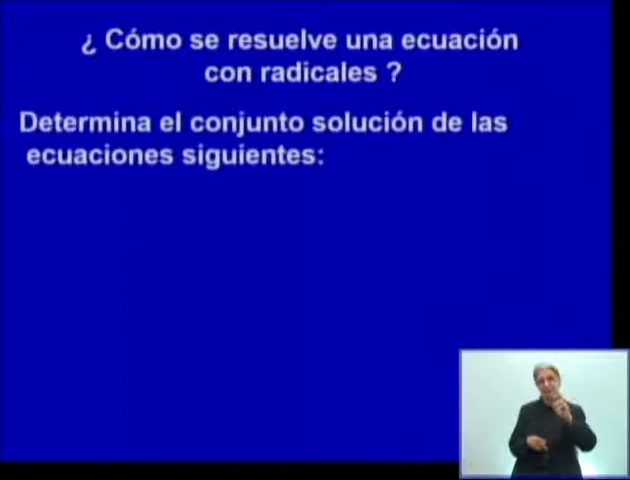 ¿ Cómo se resuelve una ecuación
con radicales ?
Determina el conjunto solución de las
ecuaciones siguientes: